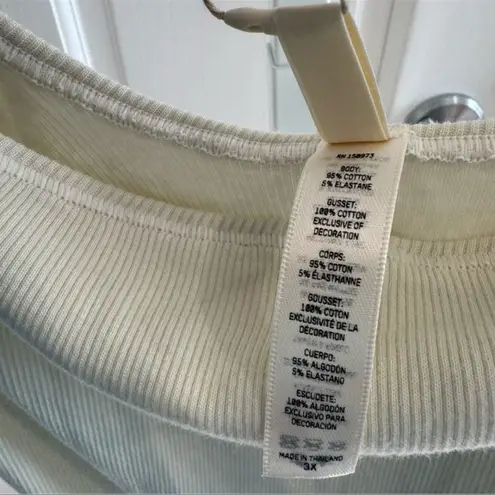 RN 158973
BODY:
95% COTTON
5% ELASTANE
GUSSET:
100% COTTON
EXCLUSIVE OF
DECORATION
CORPS:
95% COTON
5% ÉLASTHANNE
GOUSSET:
100% COTON
EXCLUSIVITÉ DE LA
DÉCORATION
CUERPO:
95% ALGODÓN
5% ELASTANO
ESCUDETE:
100% ALGODÓN
EXCLUSIVO PARA
DECORACIÓN
MADE IN THAILAND
3X